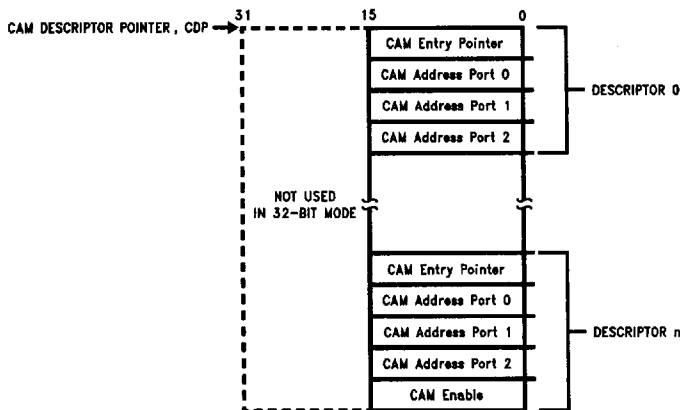 31 15 0
CAM DESCRIPTOR POINTER, CDP
CAM Entry Pointer
CAM Address Port 0
CAM Address Port 1
CAM Address Port 2
DESCRIPTOR 0
NOT USED
IN 32-BIT MODE
CAM Entry Pointer
CAM Address Port 0
CAM Address Port 1
CAM Address Port 2
CAM Enable
DESCRIPTOR n